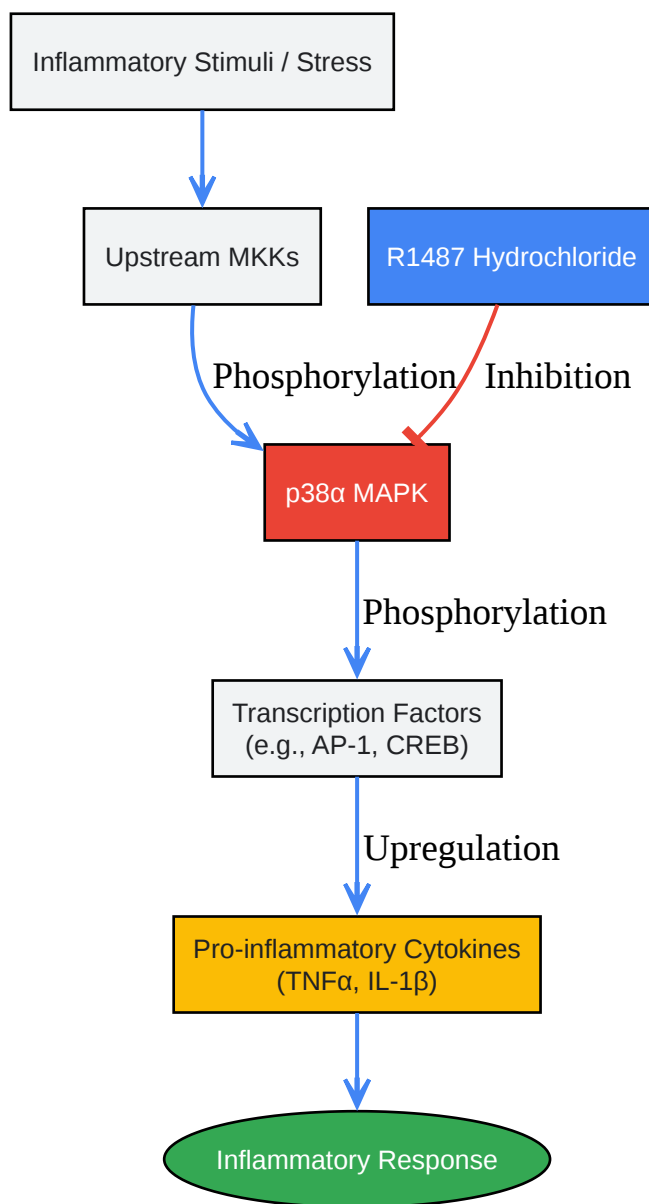 Inflammatory Stimuli / Stress
Upstream MKKs
R1487 Hydrochloride
Phosphorylation
Inhibition
p38α MAPK
Phosphorylation
Transcription Factors
(e.g., AP-1, CREB)
Upregulation
Pro-inflammatory Cytokines
(TNFα, IL-1β)
Inflammatory Response